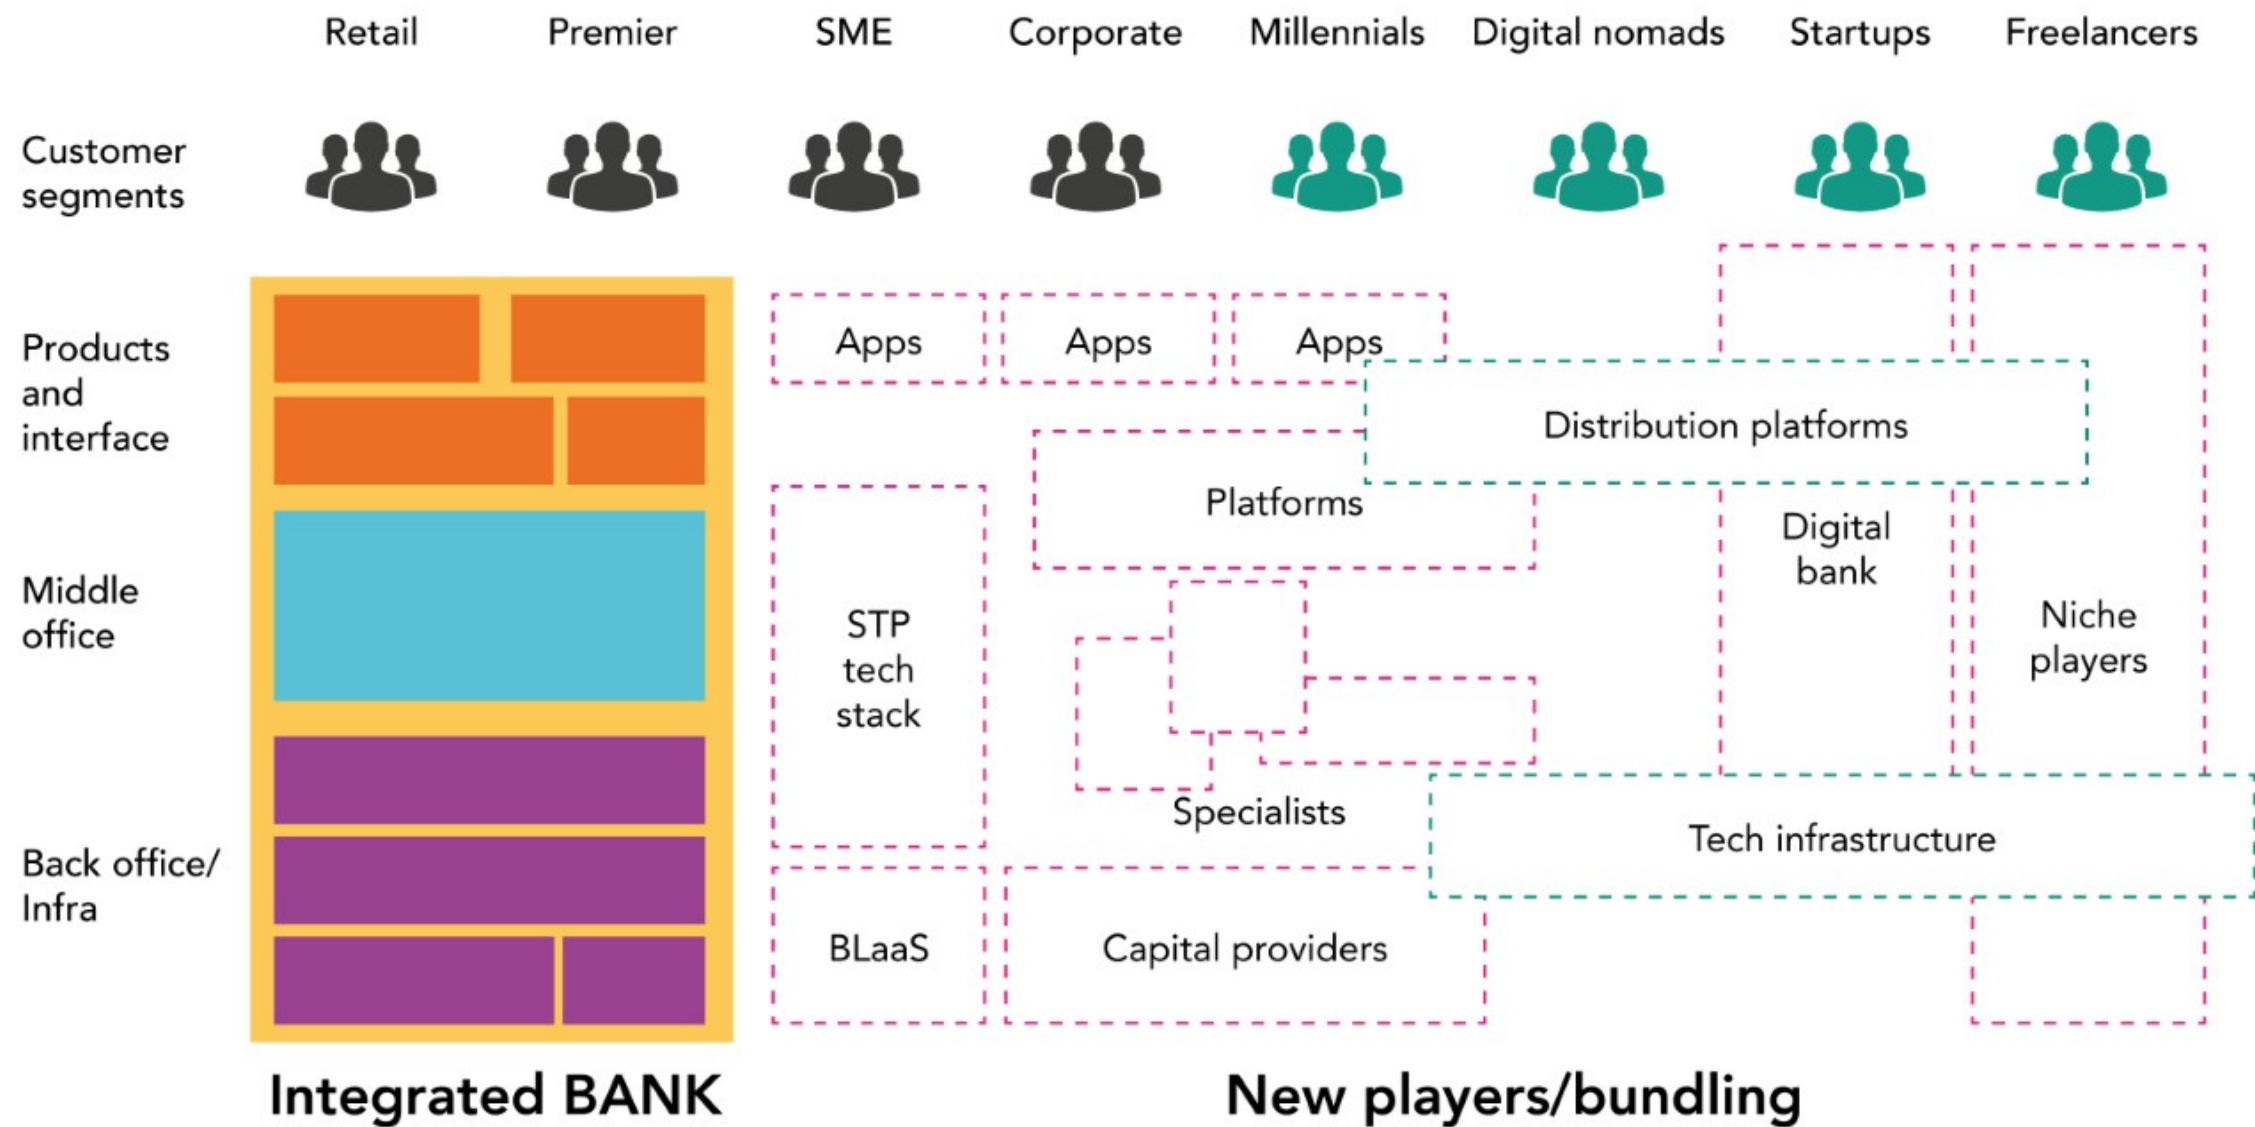 Retail
Premier
SME
Corporate
Millennials
Digital nomads
Startups
Freelancers
Customer
segments
Products
and
interface
Apps
Apps
Apps
Distribution platforms
Platforms
Digital
bank
Middle
office
STP
tech
stack
Niche
players
Specialists
Tech infrastructure
Back office/
Infra
BLaaS
Capital providers
Integrated BANK
New players/bundling